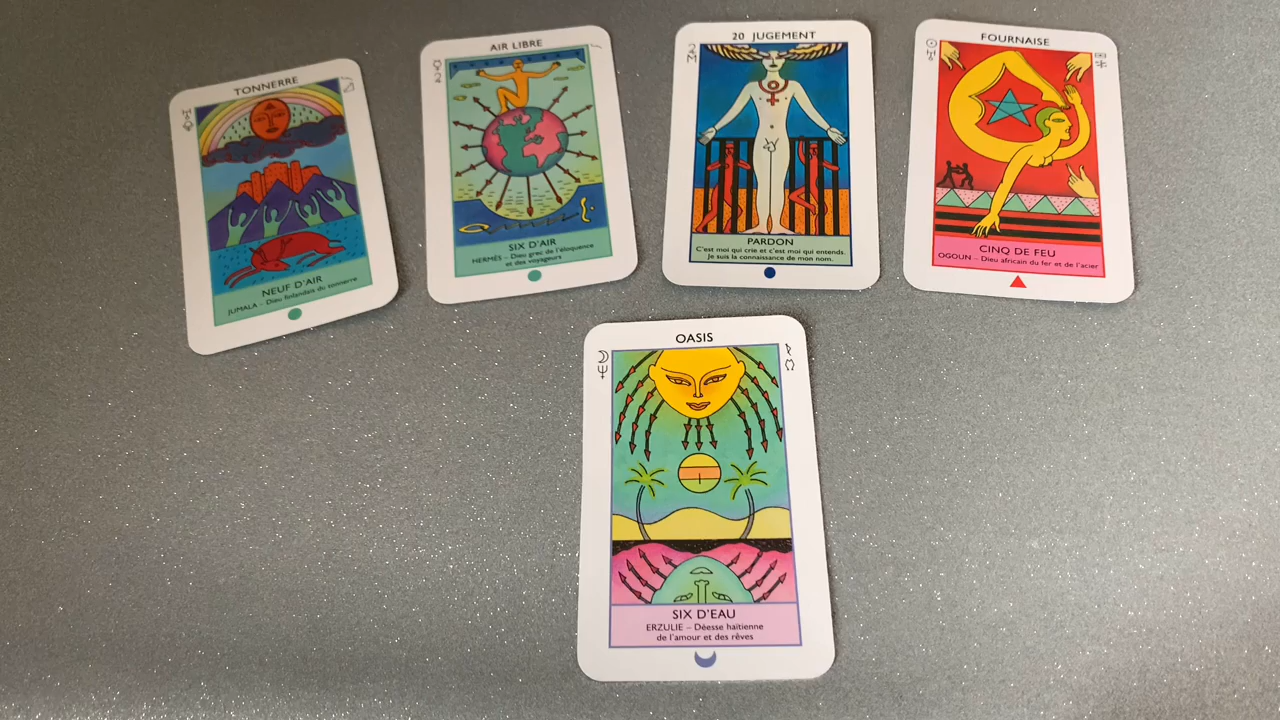 TONNERRE
NEUF D'AIR
JUMALA – Dieu finlandais du tonnerre
AIR LIBRE
SIX D'AIR
HERMÈS – Dieu grec de l'éloquence
et des voyageurs
20 JUGEMENT
PARDON
C'est moi qui crie et c'est moi qui entends.
Je suis la connaissance de mon nom.
FOURNAISE
CINQ DE FEU
OGOUN – Dieu africain du fer et de l'acier
OASIS
SIX D'EAU
ERZULIE – Déesse haïtienne
de l'amour et des rêves